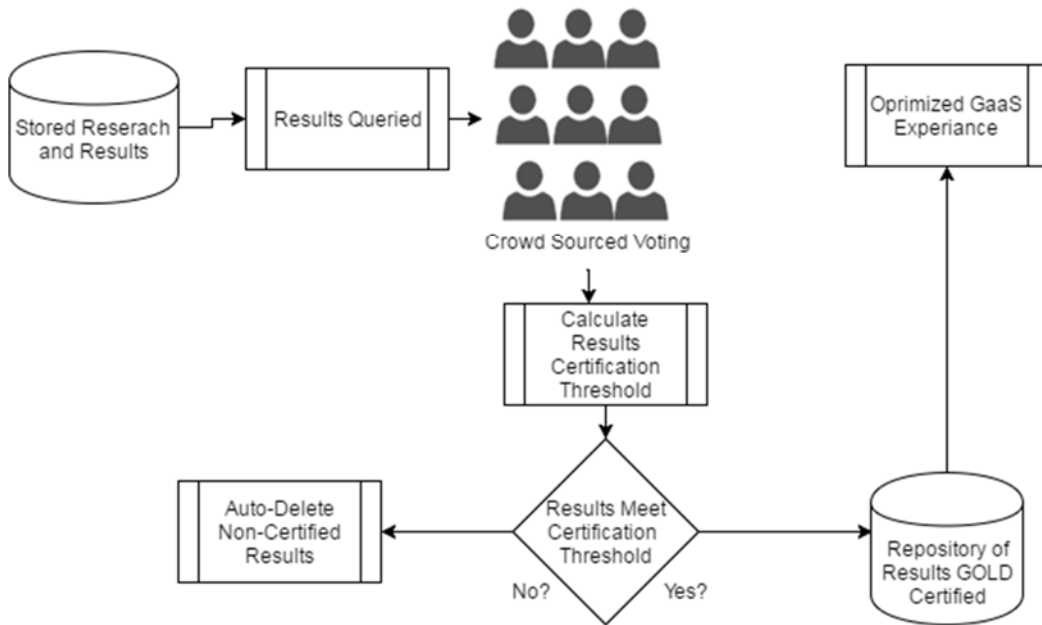 Stored Reserach
and Results
Results Queried
Crowd Sourced Voting
Oprimized GaaS
Experiance
Calculate
Results
Certification
Threshold
Auto-Delete
Non-Certified
Results
Results Meet
Certification
Threshold
No?
Yes?
Repository of
Results GOLD
Certified